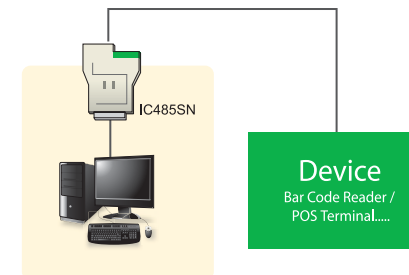 IC485SN
Device
Bar Code Reader /
POS Terminal.....